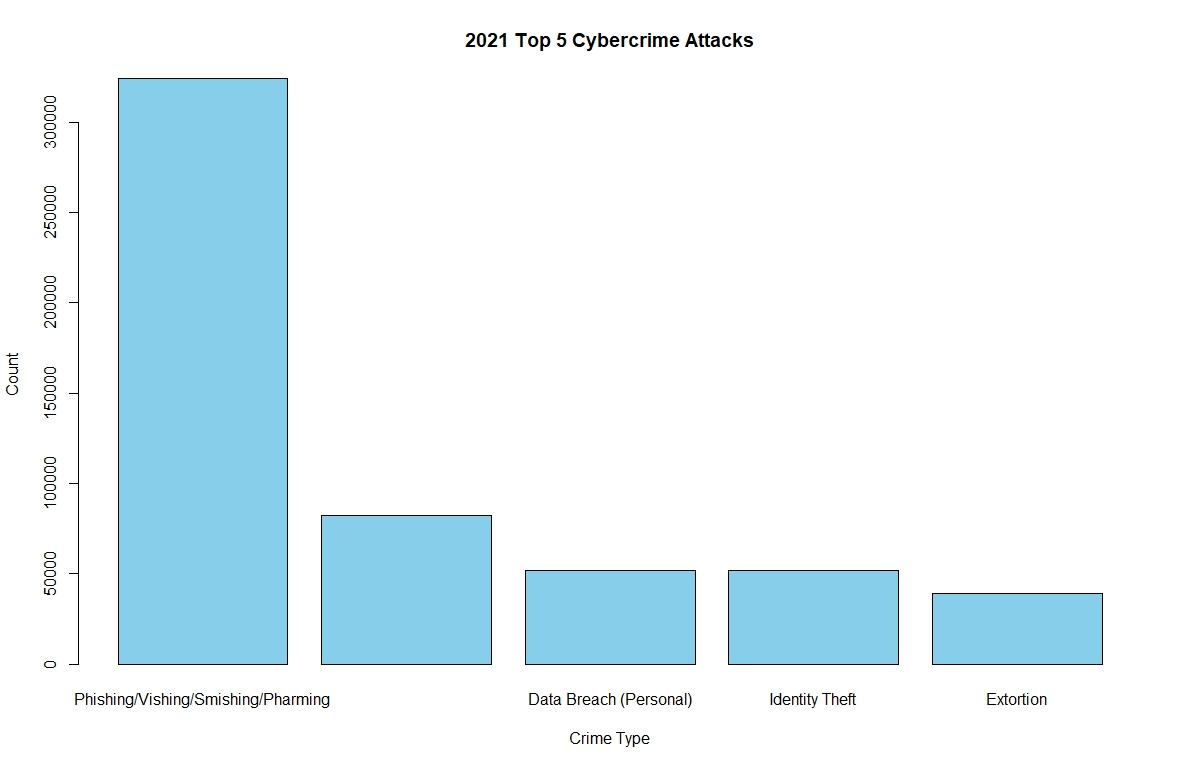 2021 Top 5 Cybercrime Attacks
Count
300000
250000
200000
150000
100000
50000
0
Phishing/Vishing/Smishing/Pharming
Data Breach (Personal)
Identity Theft
Extortion
Crime Type